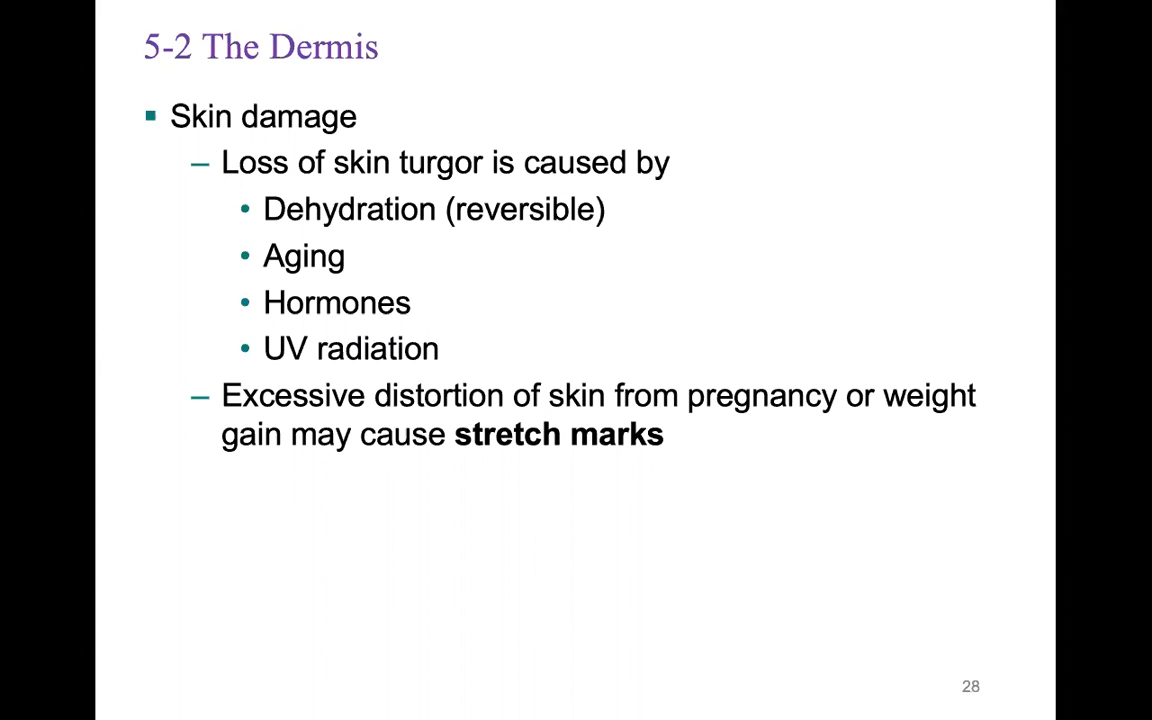 5-2 The Dermis
▪ Skin damage
– Loss of skin turgor is caused by
• Dehydration (reversible)
• Aging
• Hormones
• UV radiation
– Excessive distortion of skin from pregnancy or weight
gain may cause stretch marks
28